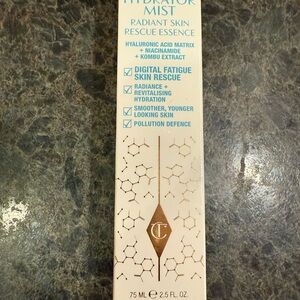 HYDRATOR
MIST
RADIANT SKIN
RESCUE ESSENCE
HYALURONIC ACID MATRIX
+ NIACINAMIDE
+ KOMBU EXTRACT
DIGITAL FATIGUE
SKIN RESCUE
RADIANCE +
REVITALISING
HYDRATION
SMOOTHER, YOUNGER
LOOKING SKIN
POLLUTION DEFENCE
CT
75 ML ℮ 2.5 FL. OZ.